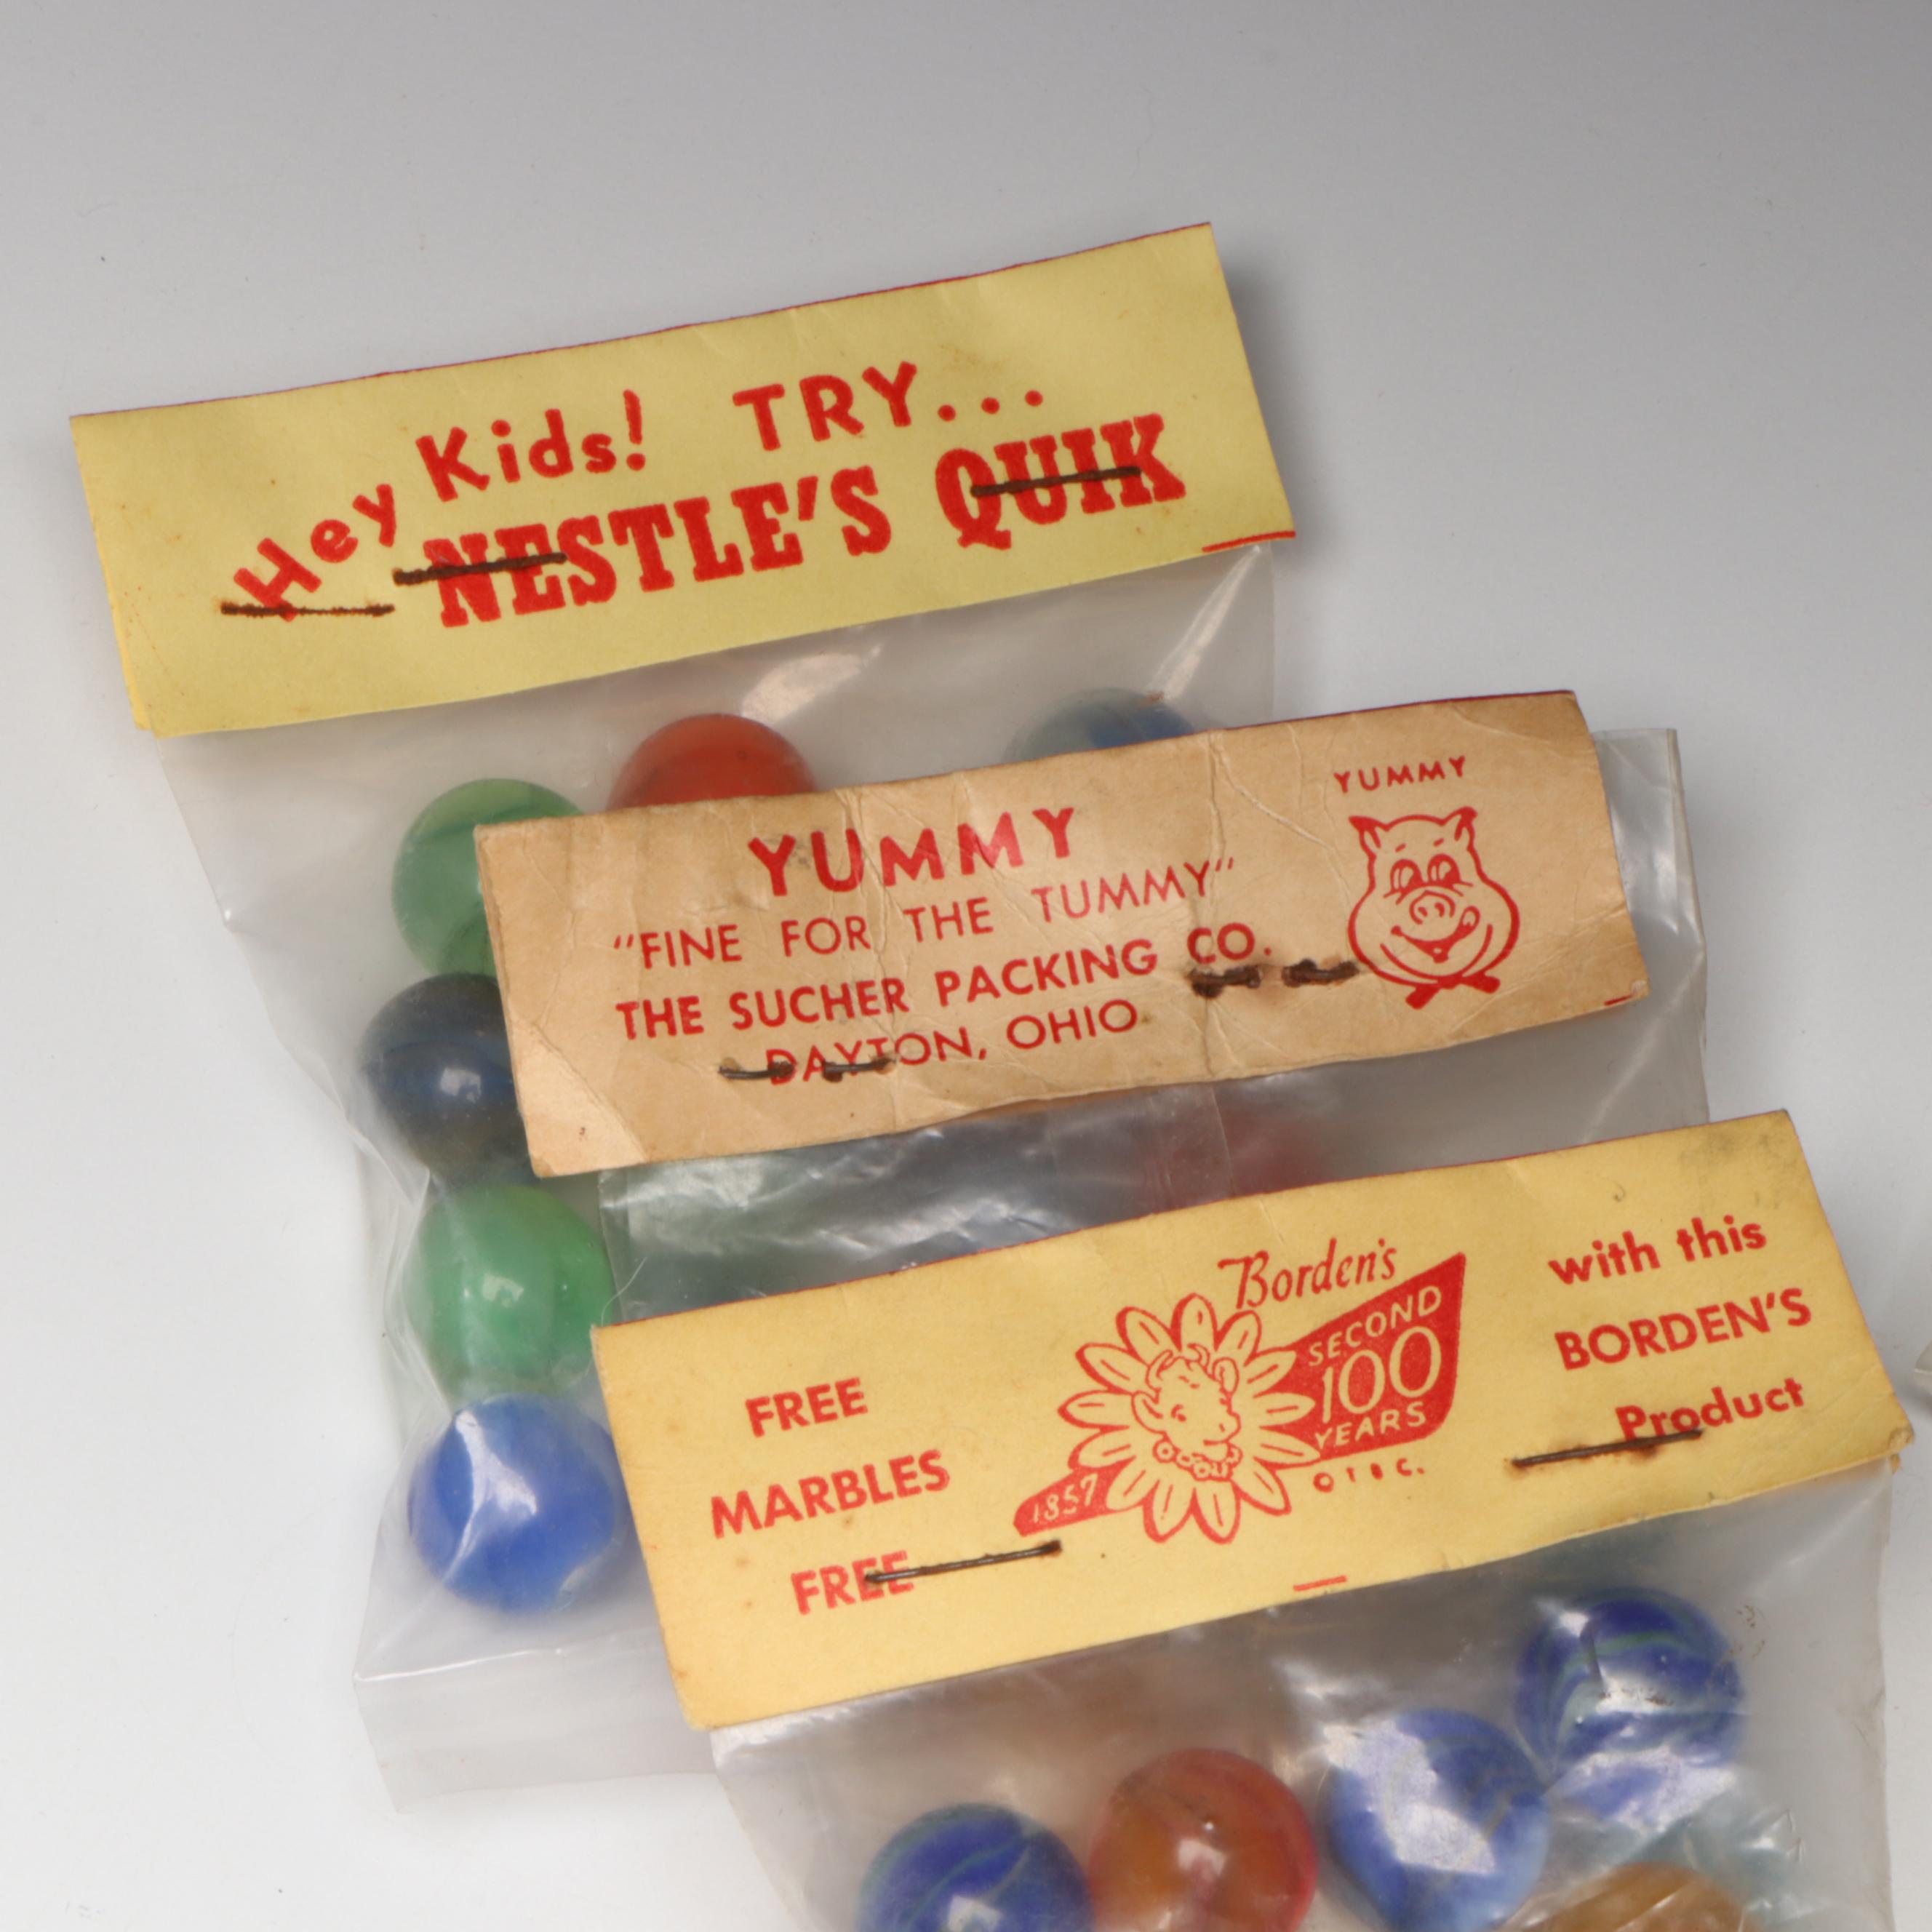 Hey Kids! TRY...
NESTLE'S QUIK
YUMMY
"FINE FOR THE TUMMY"
THE SUCHER PACKING CO.
DAYTON, OHIO
YUMMY
FREE
MARBLES
FREE
Borden's
SECOND
100
YEARS
1857
with this
BORDEN'S
Product